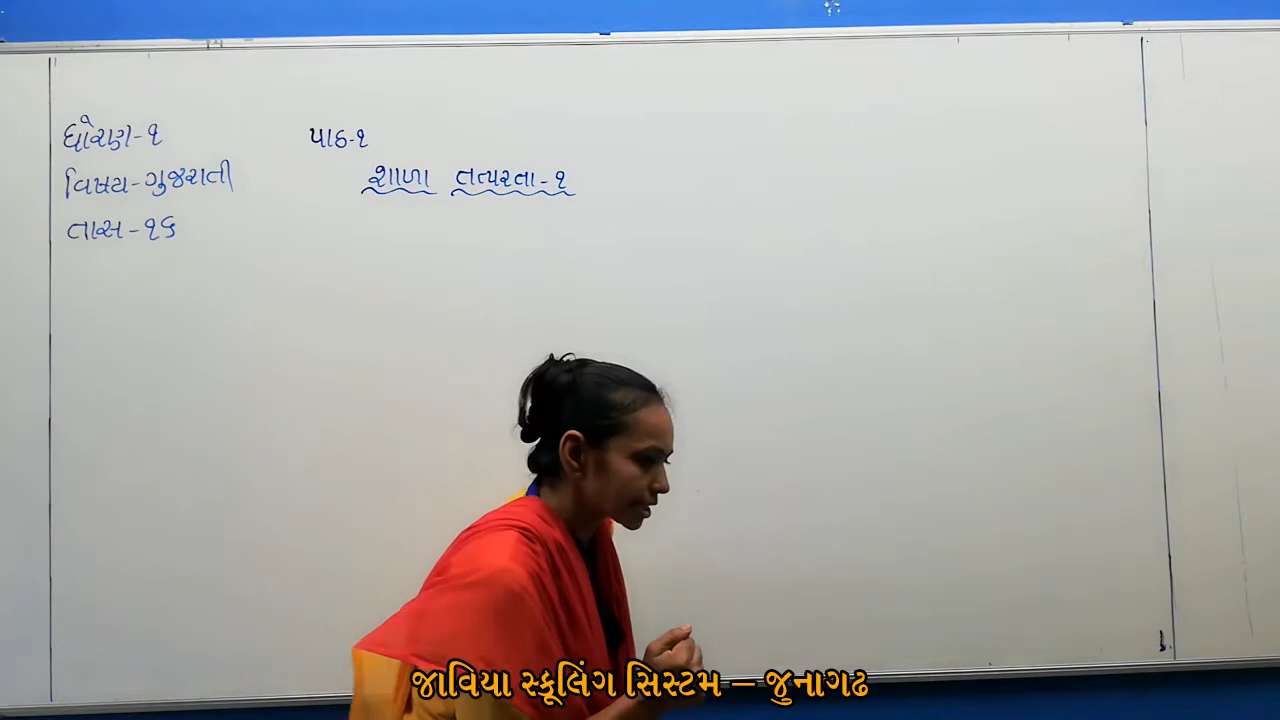 ધોરણ-૧
પાઠ-૧
વિષય-ગુજરાતી
શાળા તત્પરતા-૧
તાસ-૧૬
જાવિયા સ્કૂલિંગ સિસ્ટમ – જુનાગઢ